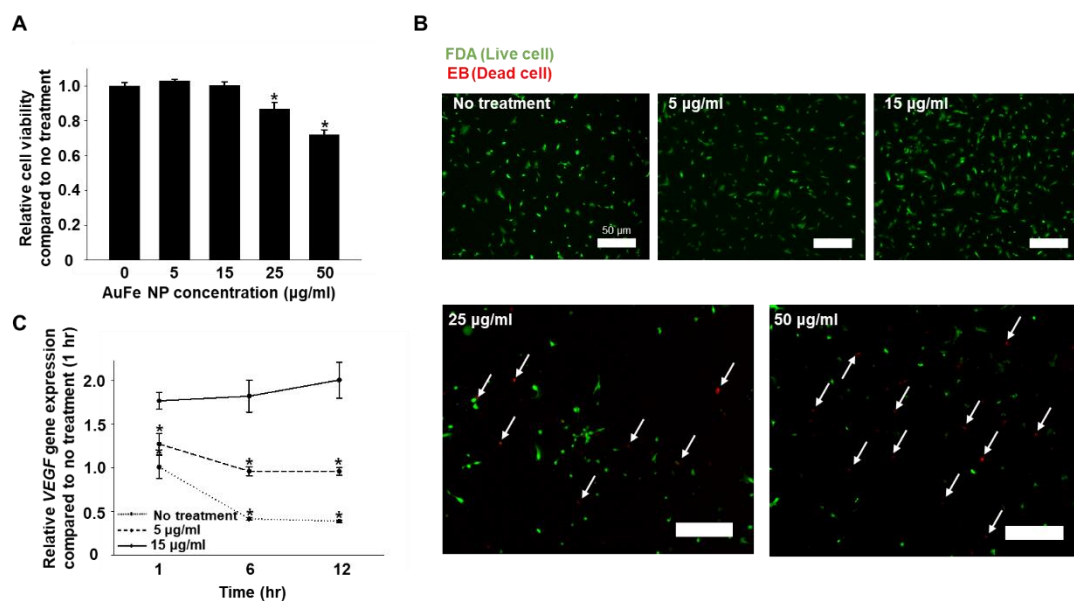 A
Relative cell viability
compared to no treatment
1.0
0.8
0.6
0.4
0.2
0
*
*
0 5 15 25 50
AuFe NP concentration (µg/ml)
B
FDA (Live cell)
EB (Dead cell)
No treatment
50 µm
5 µg/ml
15 µg/ml
25 µg/ml
50 µg/ml
C
Relative VEGF gene expression
compared to no treatment (1 hr)
2.0
1.5
1.0
0.5
0
*
*
*
*
*
*
No treatment
5 µg/ml
15 µg/ml
1 6 12
Time (hr)